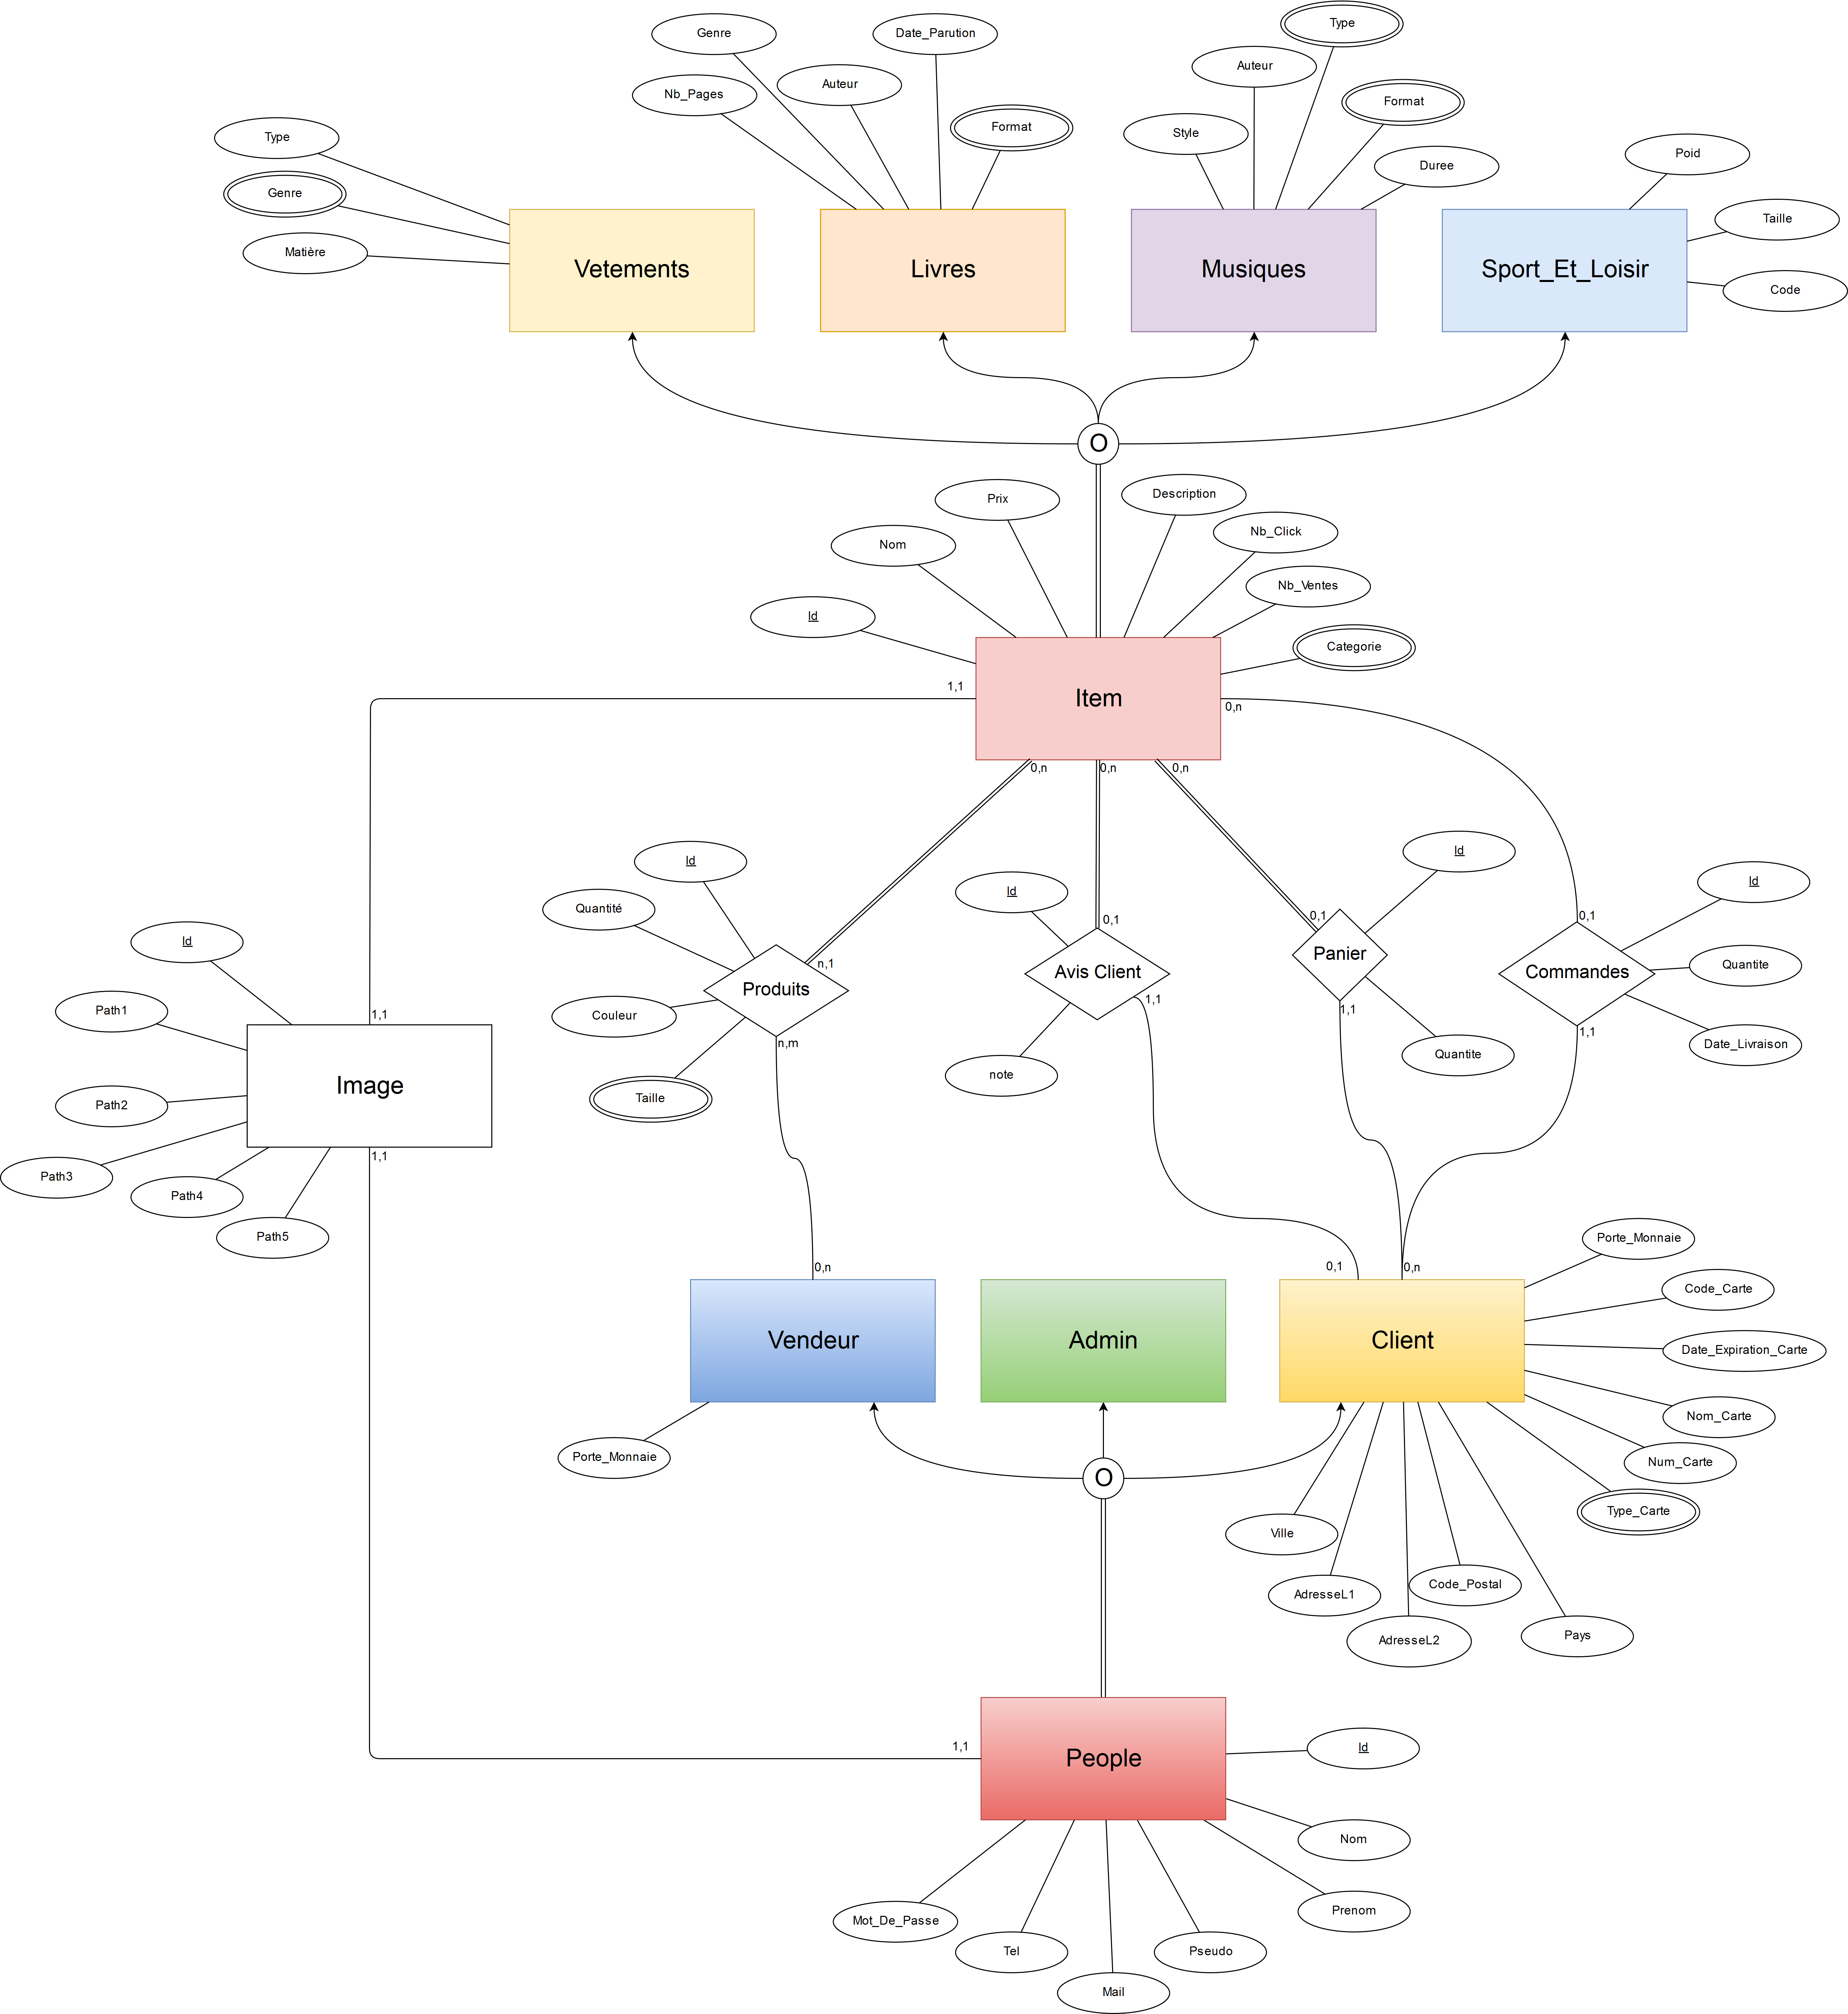 Type
Genre
Date_Parution
Auteur
Auteur
Nb_Pages
Format
Format
Style
Type
Poid
Duree
Genre
Taille
Matière
Vetements
Livres
Musiques
Sport_Et_Loisir
Code
O
Description
Prix
Nb_Click
Nom
Nb_Ventes
Id
Categorie
1,1
Item
0,n
0,n
0,n
0,n
Id
Id
Id
Id
Quantité
0,1
0,1
0,1
Id
n,1
Panier
Avis Client
Commandes
Quantite
Produits
1,1
1,1
Path1
1,1
Couleur
1,1
n,m
Date_Livraison
Quantite
note
Image
Taille
Path2
1,1
Path3
Path4
Path5
Porte_Monnaie
0,n
0,1
0,n
Code_Carte
Vendeur
Admin
Client
Date_Expiration_Carte
Nom_Carte
Porte_Monnaie
Num_Carte
O
Type_Carte
Ville
Code_Postal
AdresseL1
Pays
AdresseL2
1,1
People
Id
Nom
Prenom
Mot_De_Passe
Tel
Pseudo
Mail